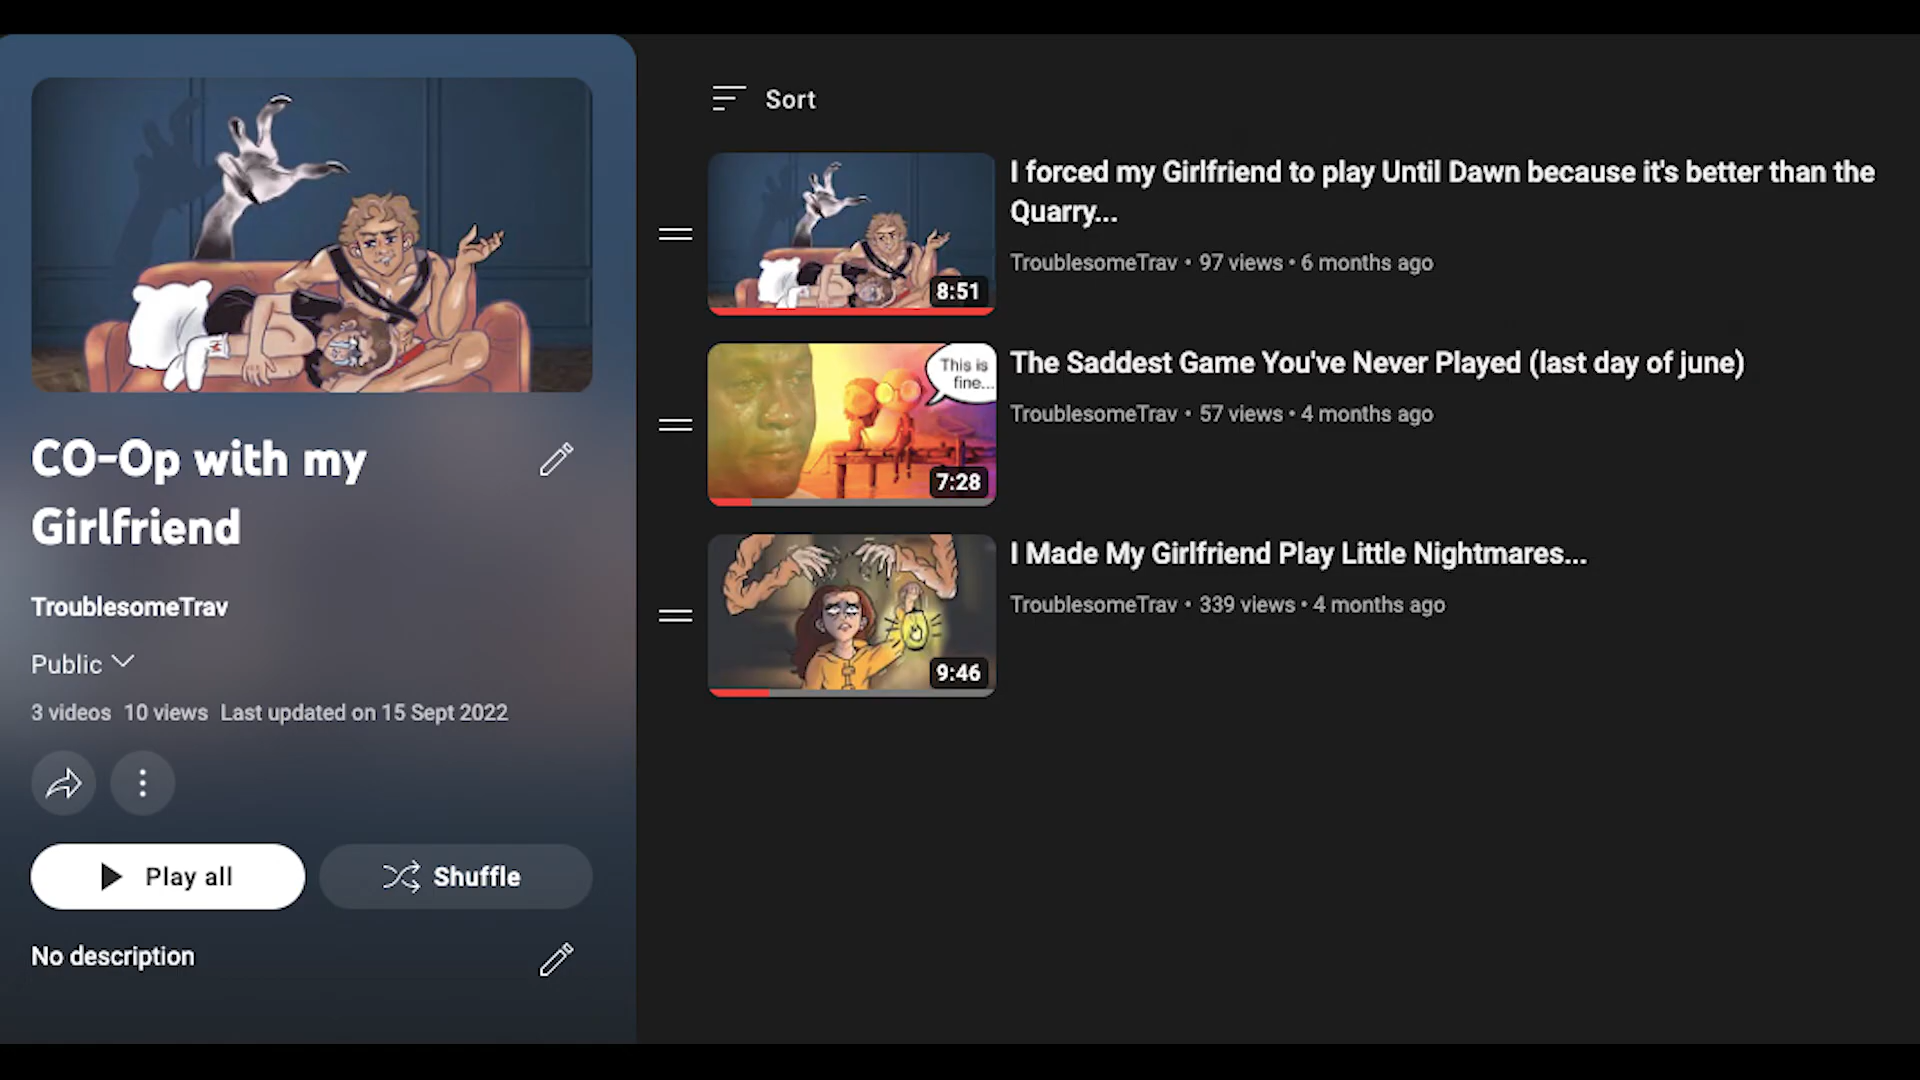 CO-Op with my
Girlfriend
TroublesomeTrav
Public
3 videos 10 views Last updated on 15 Sept 2022
Play all
Shuffle
No description
Sort
8:51
I forced my Girlfriend to play Until Dawn because it's better than the
Quarry...
TroublesomeTrav • 97 views • 6 months ago
This is
fine...
7:28
The Saddest Game You've Never Played (last day of june)
TroublesomeTrav • 57 views • 4 months ago
9:46
I Made My Girlfriend Play Little Nightmares...
TroublesomeTrav • 339 views • 4 months ago